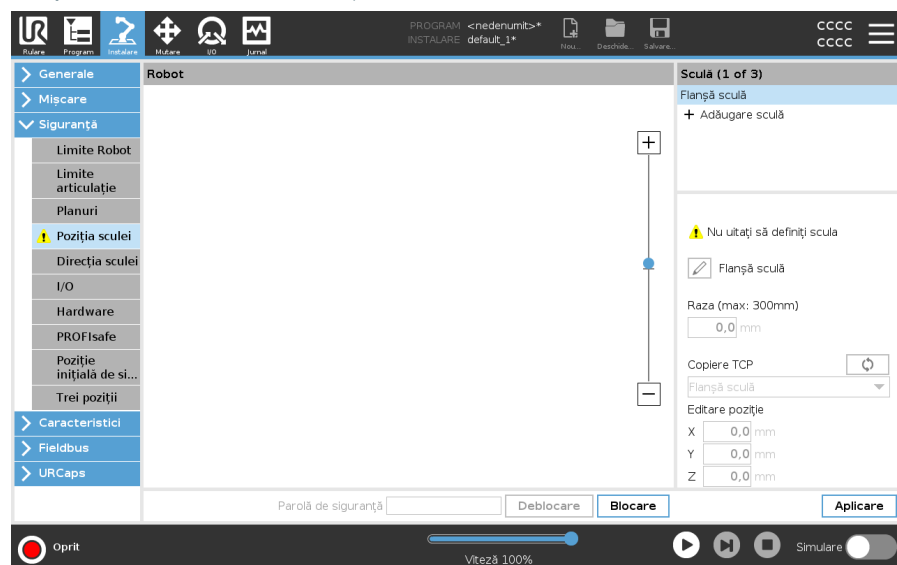 PROGRAM <nedenumit>*
INSTALARE default_1*
cccc
cccc
Rulare Program Instalare Mutare I/O Jurnal Nou... Deschide... Salvare...
Generale
Mișcare
Siguranță
Limite Robot
Limite
articulație
Planuri
Poziția sculei
Direcția sculei
I/O
Hardware
PROFIsafe
Poziție
inițială de si...
Trei poziții
Caracteristici
Fieldbus
URCaps
Robot
Sculă (1 of 3)
Flanșă sculă
+ Adăugare sculă
Nu uitați să definiți scula
Flanșă sculă
Raza (max: 300mm)
0,0 mm
Copiere TCP
Flanșă sculă
Editare poziție
X 0,0 mm
Y 0,0 mm
Z 0,0 mm
Parolă de siguranță Deblocare Blocare Aplicare
Oprit
Viteză 100%
Simulare